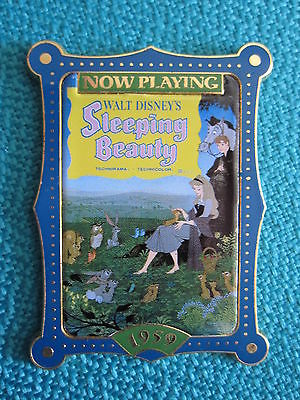 NOW PLAYING
WALT DISNEY'S
Sleeping
Beauty
TECHNIRAMA® TECHNICOLOR®
1959